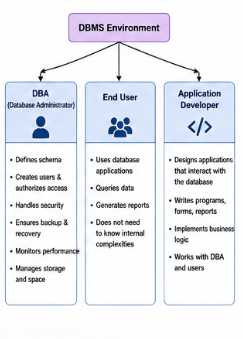 DBMS Environment
DBA
(Database Administrator)
• Defines schema
• Creates users &
authorizes access
• Handles security
• Ensures backup &
recovery
• Monitors performance
• Manages storage
and space
End User
• Uses database
applications
• Queries data
• Generates reports
• Does not need
to know internal
complexities
Application
Developer
</>
• Designs applications
that interact with
the database
• Writes programs,
forms, reports
• Implements business
logic
• Works with DBA
and users